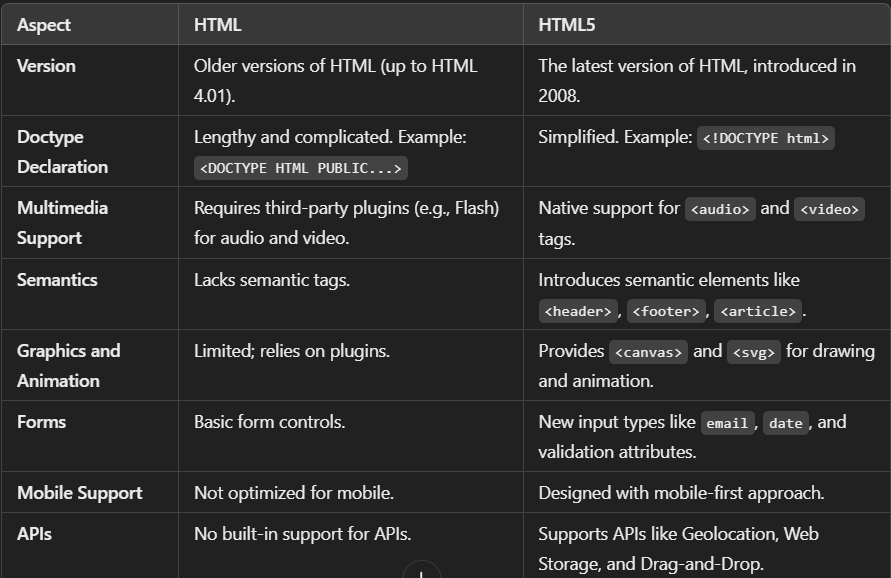 Aspect HTML HTML5
Version Older versions of HTML (up to HTML The latest version of HTML, introduced in
4.01). 2008.
Doctype Lengthy and complicated. Example: Simplified. Example: <!DOCTYPE html>
Declaration <DOCTYPE HTML PUBLIC...>
Multimedia Requires third-party plugins (e.g., Flash) Native support for <audio> and <video>
Support for audio and video. tags.
Semantics Lacks semantic tags. Introduces semantic elements like
<header>, <footer>, <article>.
Graphics and Limited; relies on plugins. Provides <canvas> and <svg> for drawing
Animation and animation.
Forms Basic form controls. New input types like email, date, and
validation attributes.
Mobile Support Not optimized for mobile. Designed with mobile-first approach.
APIs No built-in support for APIs. Supports APIs like Geolocation, Web
Storage, and Drag-and-Drop.